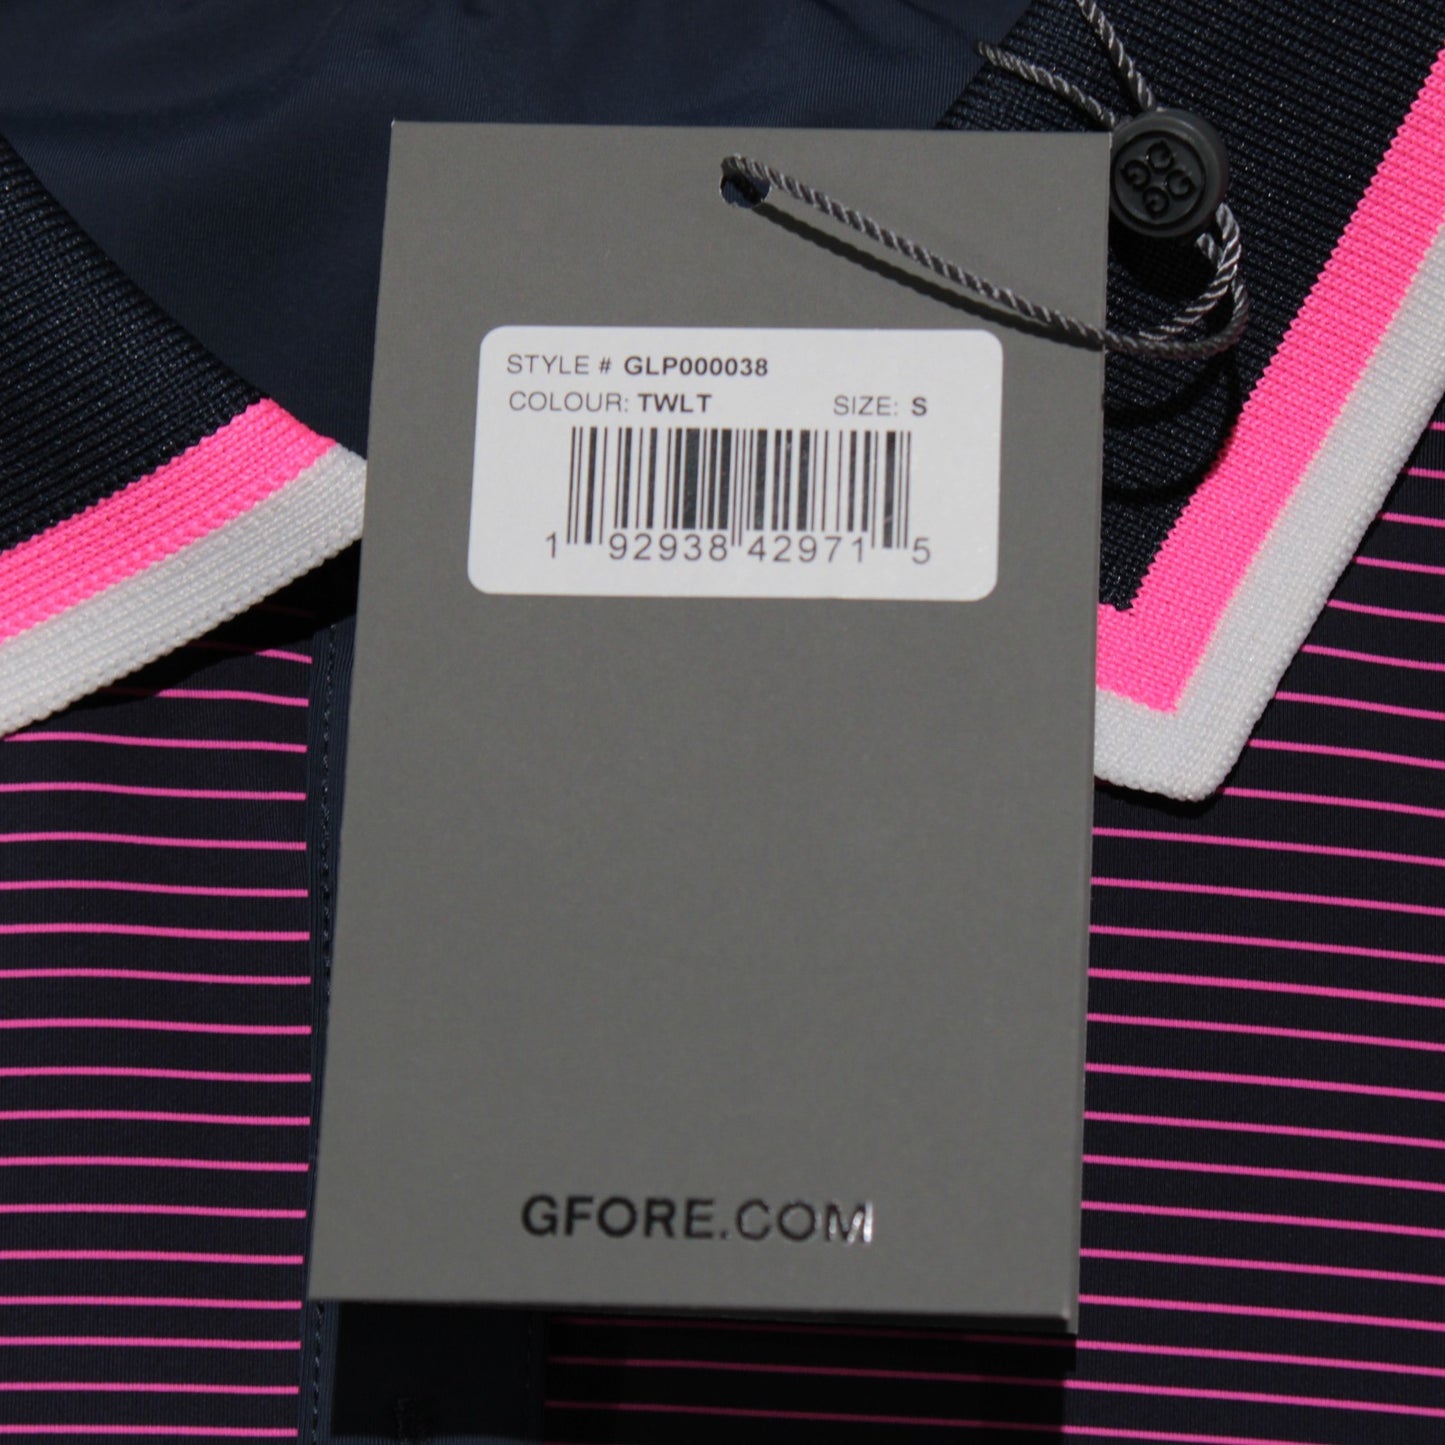 STYLE # GLP000038
COLOUR: TWLT SIZE: S
1 92938 42971 5
GFORE.COM